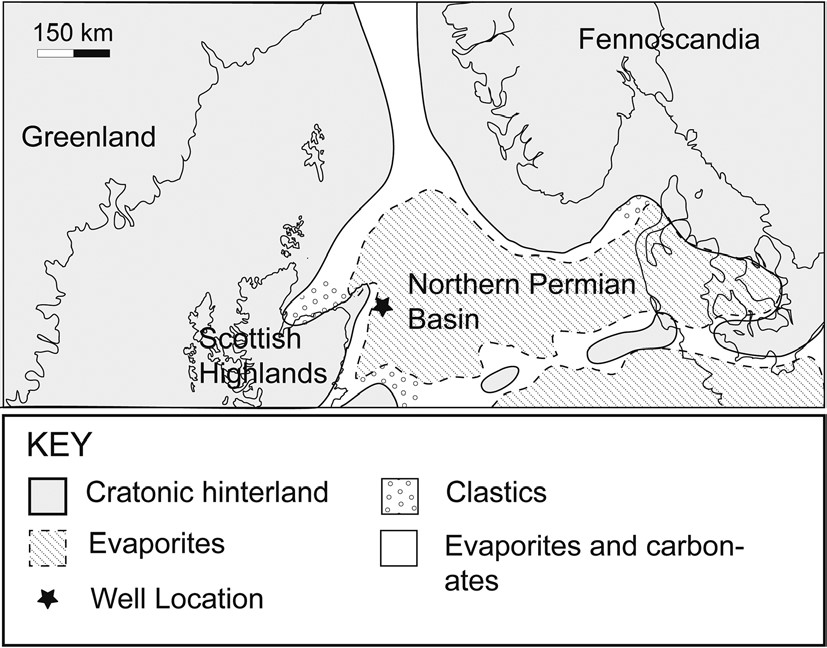 150 km
Fennoscandia
Greenland
Northern Permian
Basin
Scottish
Highlands
KEY
Cratonic hinterland
Clastics
Evaporites
Evaporites and carbon-
ates
Well Location